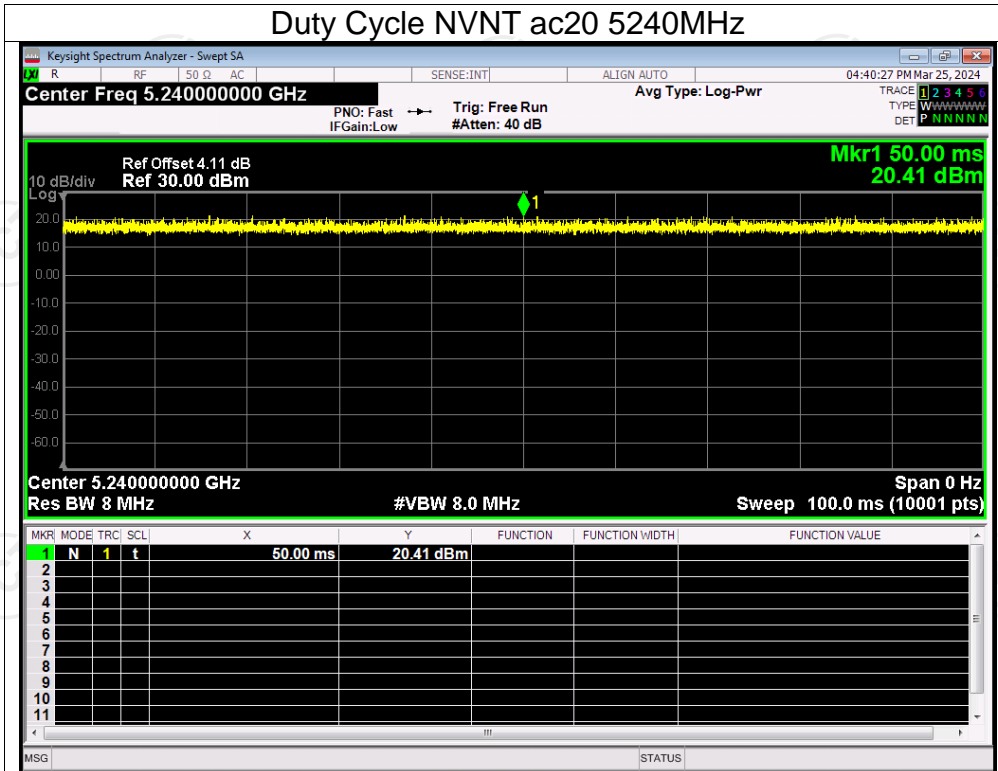 Duty Cycle NVNT ac20 5240MHz
Keysight Spectrum Analyzer - Swept SA
LXI R RF 50 Ω AC SENSE:INT ALIGN AUTO 04:40:27 PM Mar 25, 2024
Center Freq 5.240000000 GHz
PNO: Fast
IFGain:Low
Trig: Free Run
#Atten: 40 dB
Avg Type: Log-Pwr
TRACE 1 2 3 4 5 6
TYPE W W W W W W
DET P N N N N N
Mkr1 50.00 ms
20.41 dBm
Ref Offset 4.11 dB
10 dB/div Ref 30.00 dBm
Log
1
20.0
10.0
0.00
-10.0
-20.0
-30.0
-40.0
-50.0
-60.0
Center 5.240000000 GHz Span 0 Hz
Res BW 8 MHz #VBW 8.0 MHz Sweep 100.0 ms (10001 pts)
MKR MODE TRC SCL X Y FUNCTION FUNCTION WIDTH FUNCTION VALUE
1 N 1 t 50.00 ms 20.41 dBm
2
3
4
5
6
7
8
9
10
11
MSG STATUS